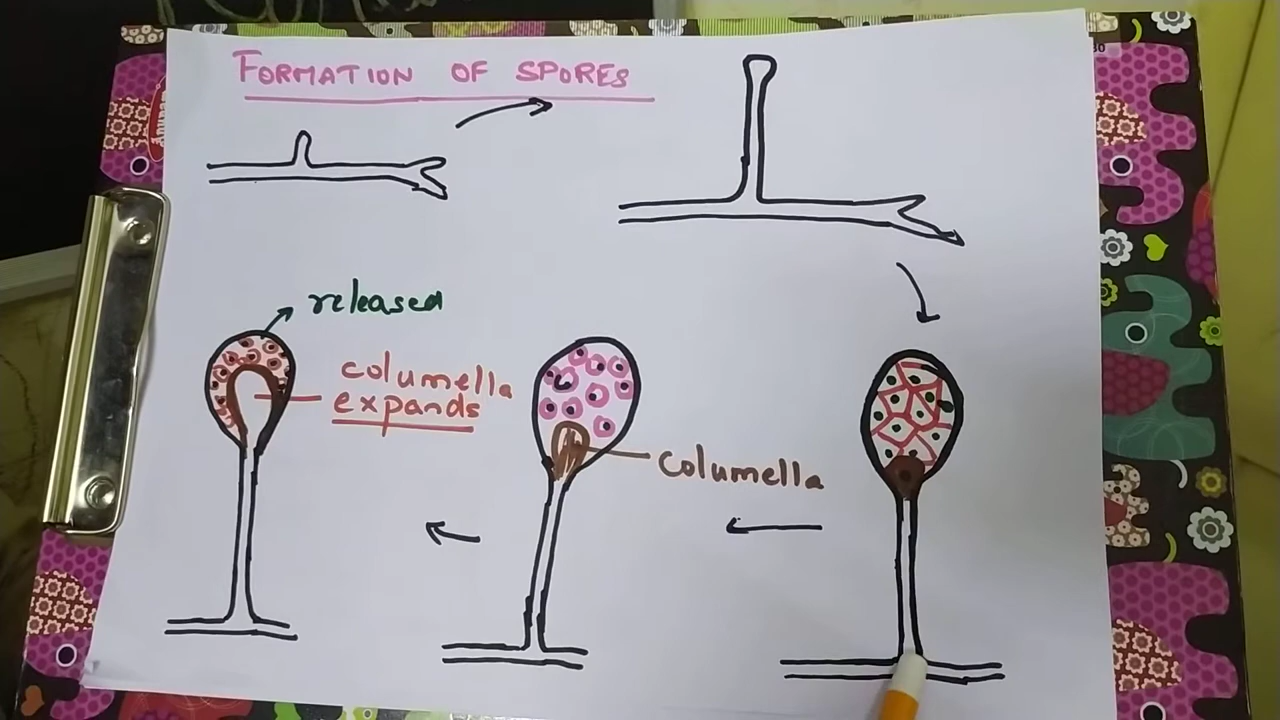 FORMATION OF SPORES
released
columella
expands
columella